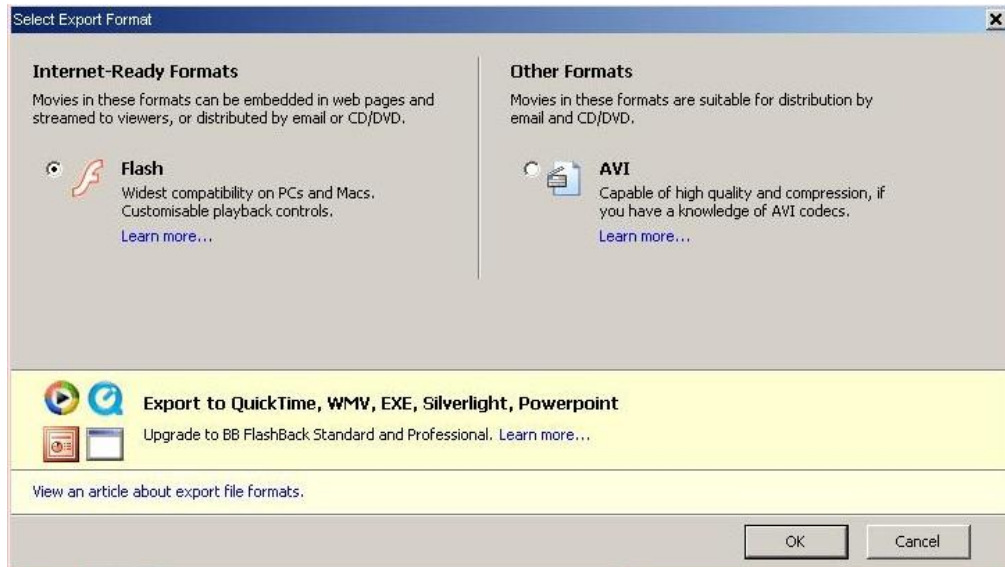 Select Export Format
Internet-Ready Formats
Movies in these formats can be embedded in web pages and
streamed to viewers, or distributed by email or CD/DVD.
Flash
Widest compatibility on PCs and Macs.
Customisable playback controls.
Learn more...
Other Formats
Movies in these formats are suitable for distribution by
email and CD/DVD.
AVI
Capable of high quality and compression, if
you have a knowledge of AVI codecs.
Learn more...
Export to QuickTime, WMV, EXE, Silverlight, Powerpoint
Upgrade to BB FlashBack Standard and Professional. Learn more...
View an article about export file formats.
OK
Cancel